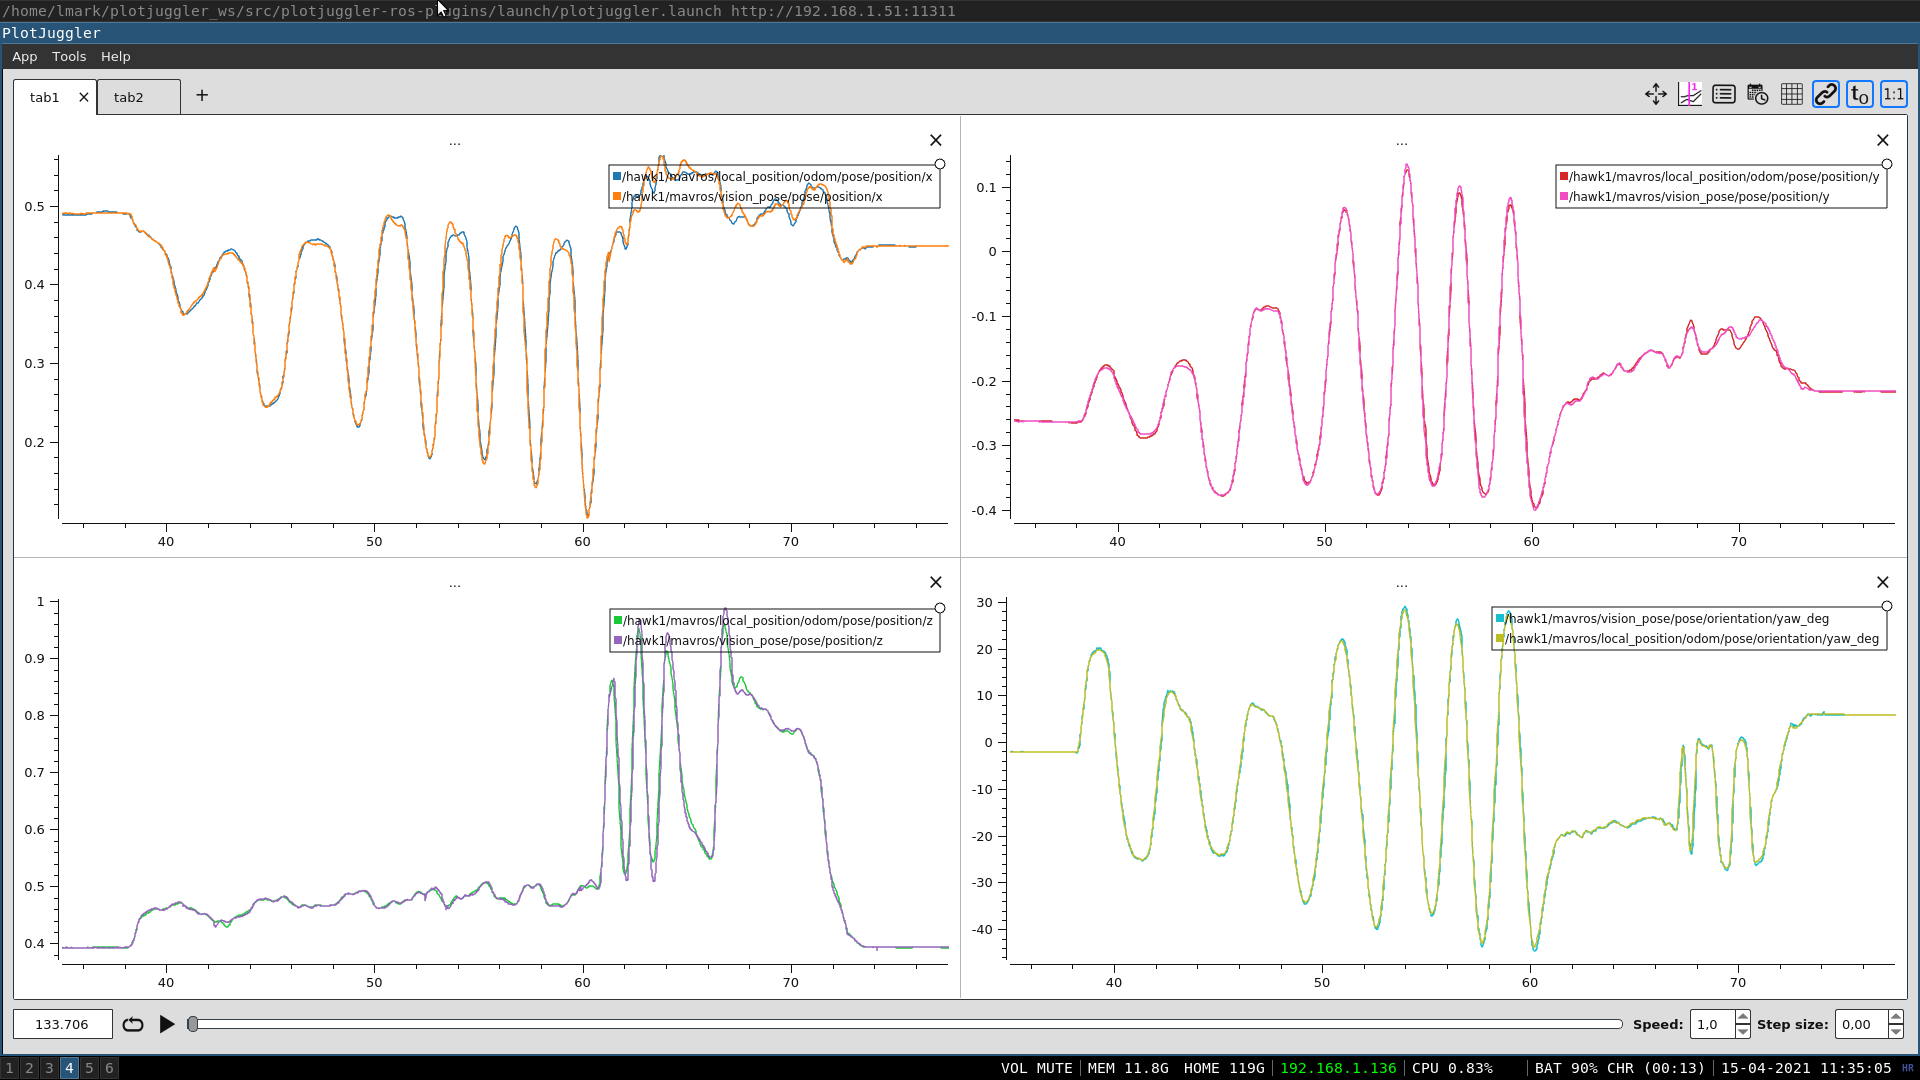 /home/lmark/plotjuggler_ws/src/plotjuggler-ros-plugins/launch/plotjuggler.launch http://192.168.1.51:11311
PlotJuggler
App Tools Help
tab1 × tab2 +
1 t0 1:1
...
/hawk1/mavros/local_position/odom/pose/position/x
/hawk1/mavros/vision_pose/pose/position/x
0.5
0.4
0.3
0.2
40 50 60 70
...
/hawk1/mavros/local_position/odom/pose/position/y
/hawk1/mavros/vision_pose/pose/position/y
0.1
0
-0.1
-0.2
-0.3
-0.4
40 50 60 70
...
/hawk1/mavros/local_position/odom/pose/position/z
/hawk1/mavros/vision_pose/pose/position/z
1
0.9
0.8
0.7
0.6
0.5
0.4
40 50 60 70
...
/hawk1/mavros/vision_pose/pose/orientation/yaw_deg
/hawk1/mavros/local_position/odom/pose/orientation/yaw_deg
30
20
10
0
-10
-20
-30
-40
40 50 60 70
133.706 Speed: 1,0 Step size: 0,00
1 2 3 4 5 6 VOL MUTE MEM 11.8G HOME 119G 192.168.1.136 CPU 0.83% BAT 90% CHR (00:13) 15-04-2021 11:35:05 HR